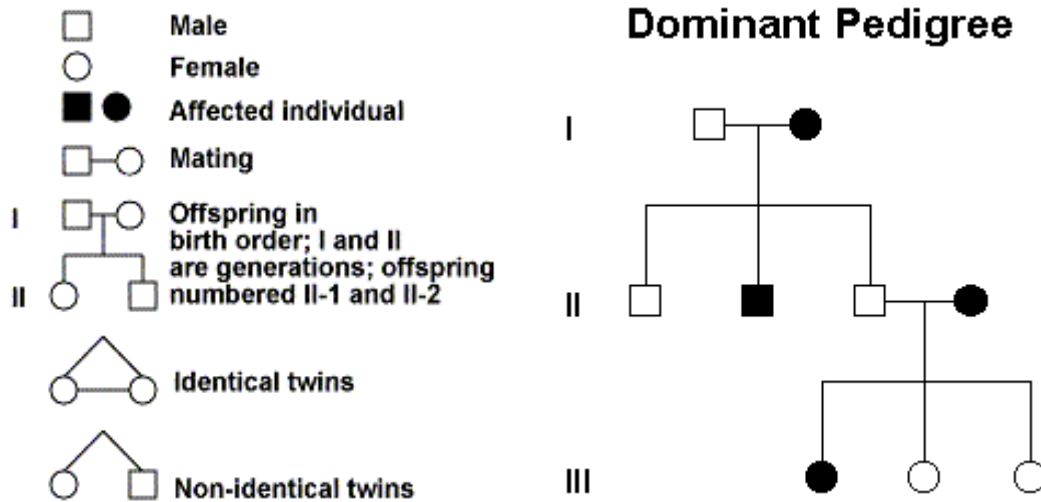 Dominant Pedigree
Male
Female
Affected individual
Mating
I
Offspring in
birth order; I and II
are generations; offspring
II
numbered II-1 and II-2
Identical twins
Non-identical twins
I
II
III